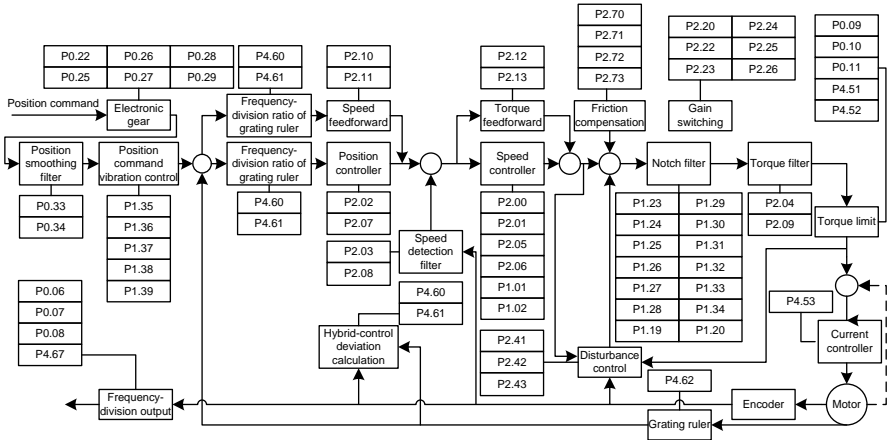 P0.22 P0.26 P0.28
P0.25 P0.27 P0.29
P4.60
P4.61
P2.10
P2.11
P2.12
P2.13
P2.70
P2.71
P2.72
P2.73
P2.20 P2.24
P2.22 P2.25
P2.23 P2.26
P0.09
P0.10
P0.11
P4.51
P4.52
Position command
Electronic
gear
Frequency-
division ratio of
grating ruler
Speed
feedforward
Torque
feedforward
Friction
compensation
Gain
switching
Position
smoothing
filter
Position
command
vibration control
Frequency-
division ratio of
grating ruler
Position
controller
Speed
controller
Notch filter
Torque filter
Torque limit
P0.33
P0.34
P1.35
P1.36
P1.37
P1.38
P1.39
P4.60
P4.61
P2.02
P2.07
P2.03
P2.08
Speed
detection
filter
P2.00
P2.01
P2.05
P2.06
P1.01
P1.02
P1.23 P1.29
P1.24 P1.30
P1.25 P1.31
P1.26 P1.32
P1.27 P1.33
P1.28 P1.34
P1.19 P1.20
P2.04
P2.09
P0.06
P0.07
P0.08
P4.67
P4.60
P4.61
Hybrid-control
deviation
calculation
P2.41
P2.42
P2.43
Disturbance
control
P4.53
Current
controller
P4.62
Frequency-
division output
Grating ruler
Encoder
Motor